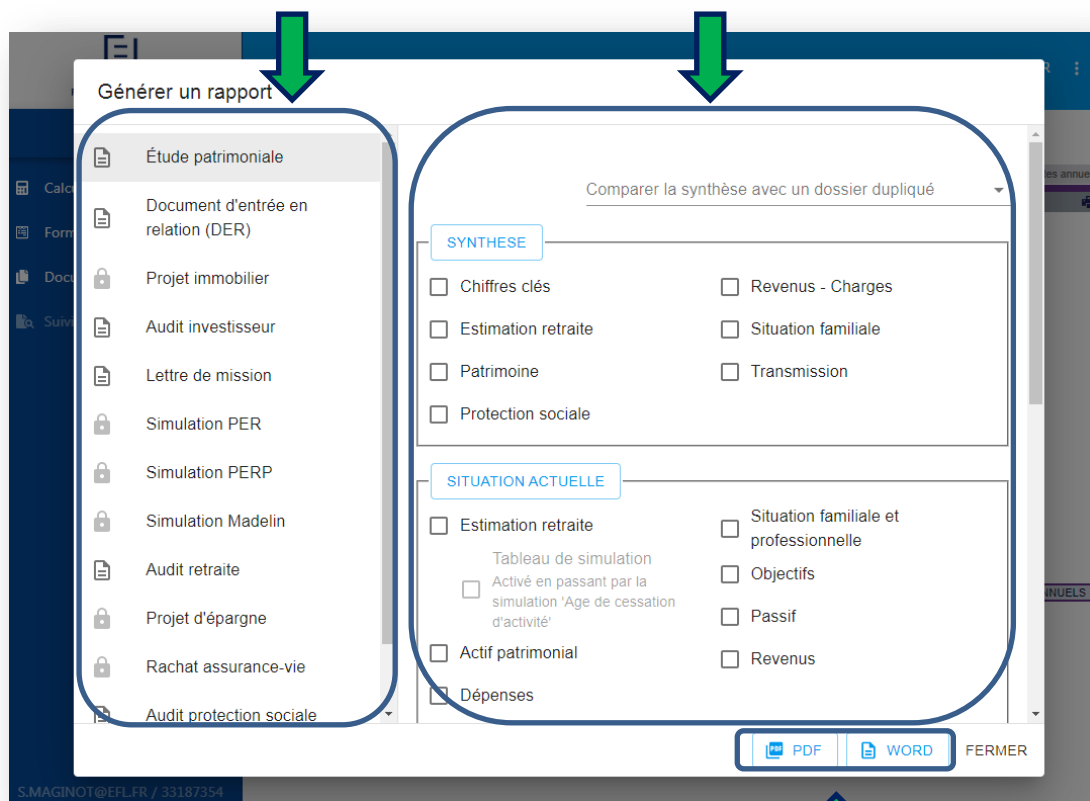 Générer un rapport
Étude patrimoniale
Document d'entrée en
relation (DER)
Projet immobilier
Audit investisseur
Lettre de mission
Simulation PER
Simulation PERP
Simulation Madelin
Audit retraite
Projet d'épargne
Rachat assurance-vie
Audit protection sociale
Comparer la synthèse avec un dossier dupliqué
SYNTHESE
Chiffres clés
Revenus - Charges
Estimation retraite
Situation familiale
Patrimoine
Transmission
Protection sociale
SITUATION ACTUELLE
Estimation retraite
Situation familiale et
professionnelle
Tableau de simulation
Activé en passant par la
simulation 'Age de cessation
d'activité'
Objectifs
Passif
Actif patrimonial
Revenus
Dépenses
PDF
WORD
FERMER
S.MAGINOT@EFL.FR / 33187354